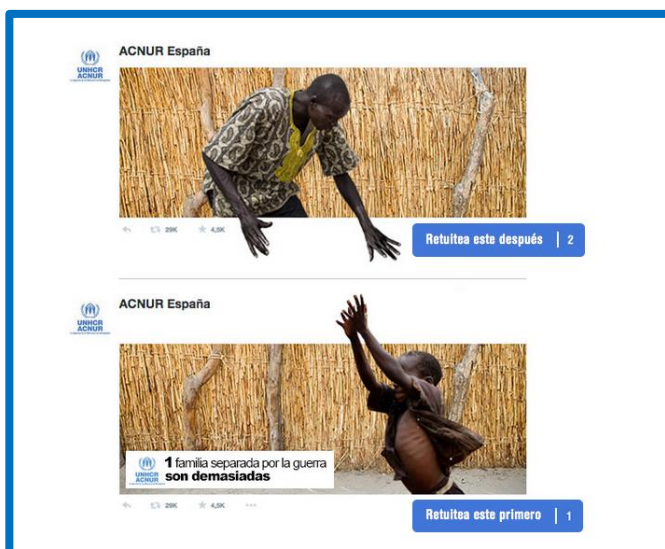 ACNUR España
UNHCR
ACNUR
29K 4,5K
Retuitea este después | 2
ACNUR España
UNHCR
ACNUR
1 familia separada por la guerra
UNHCR
ACNUR
son demasiadas
29K 4,5K
Retuitea este primero | 1